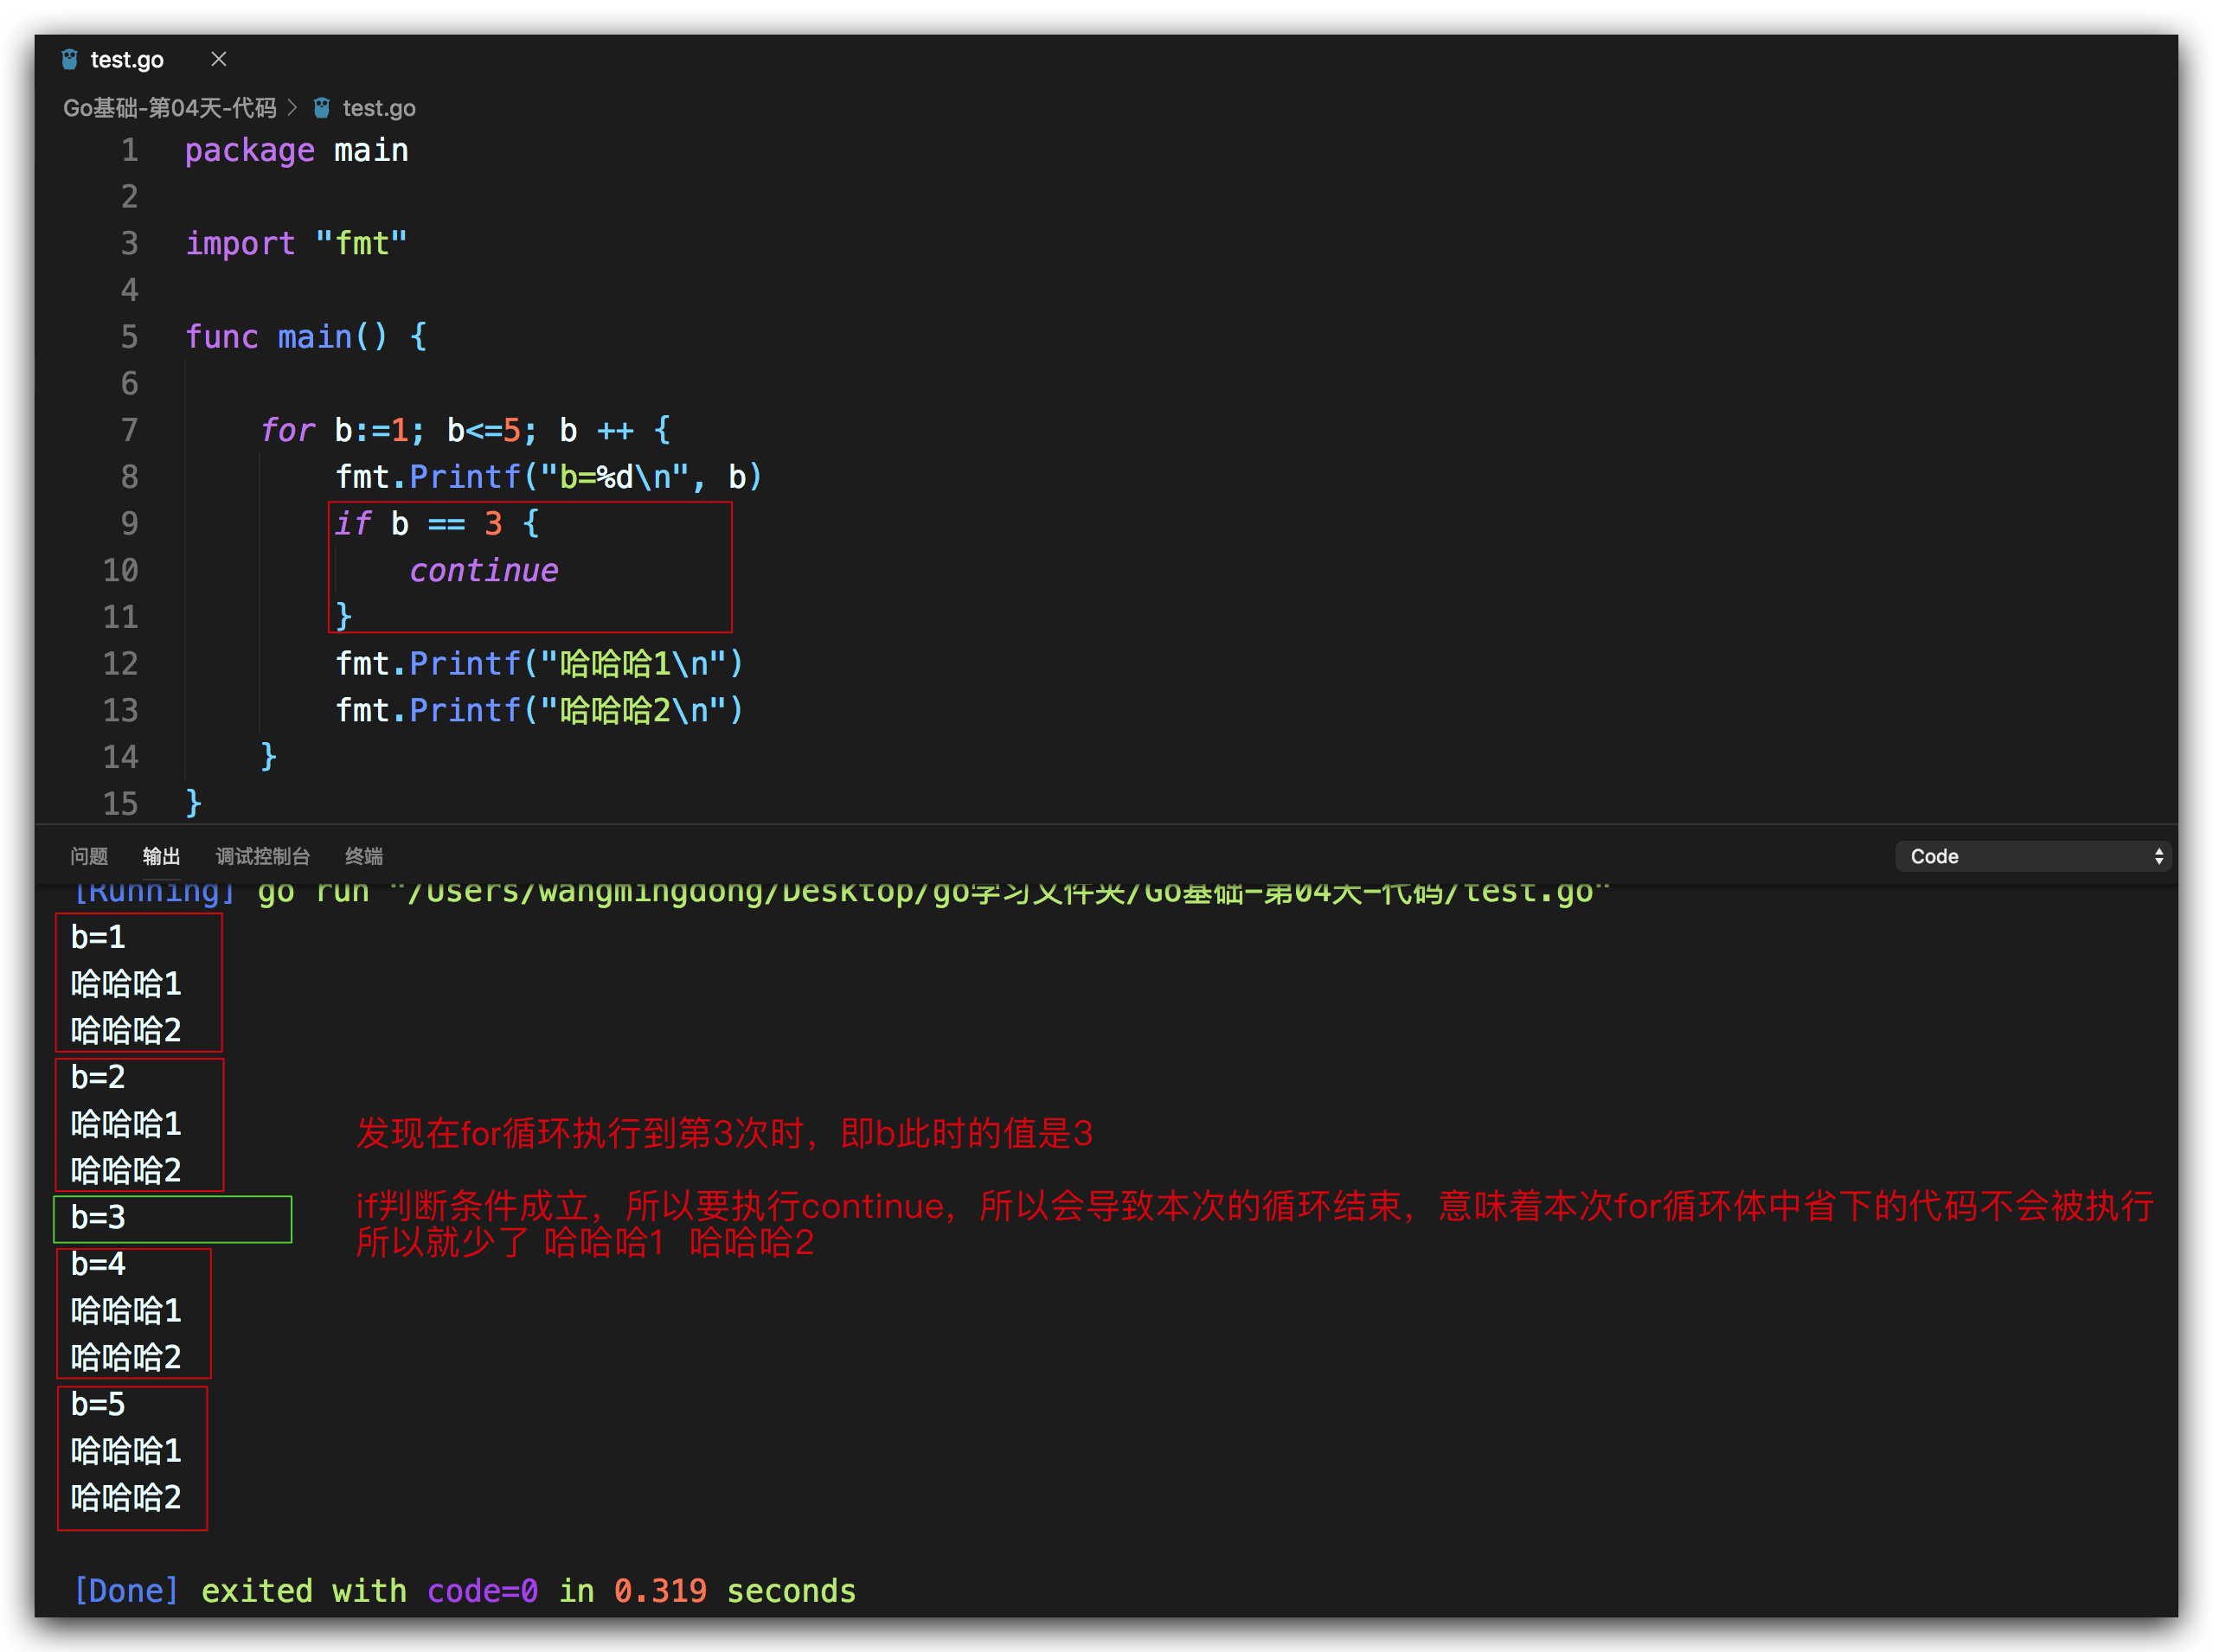 test.go
Go基础-第04天-代码 > test.go
1 package main
2
3 import "fmt"
4
5 func main() {
6
7 for b:=1; b<=5; b ++ {
8 fmt.Printf("b=%d\n", b)
9 if b == 3 {
10 continue
11 }
12 fmt.Printf("哈哈哈1\n")
13 fmt.Printf("哈哈哈2\n")
14 }
15 }
问题 输出 调试控制台 终端 Code
[Running] go run "/Users/wangmingdong/Desktop/go学习文件夹/Go基础-第04天-代码/test.go"
b=1
哈哈哈1
哈哈哈2
b=2
哈哈哈1
哈哈哈2
b=3
b=4
哈哈哈1
哈哈哈2
b=5
哈哈哈1
哈哈哈2
发现在for循环执行到第3次时，即b此时的值是3
if判断条件成立，所以要执行continue，所以会导致本次的循环结束，意味着本次for循环体中省下的代码不会被执行
所以就少了 哈哈哈1 哈哈哈2
[Done] exited with code=0 in 0.319 seconds